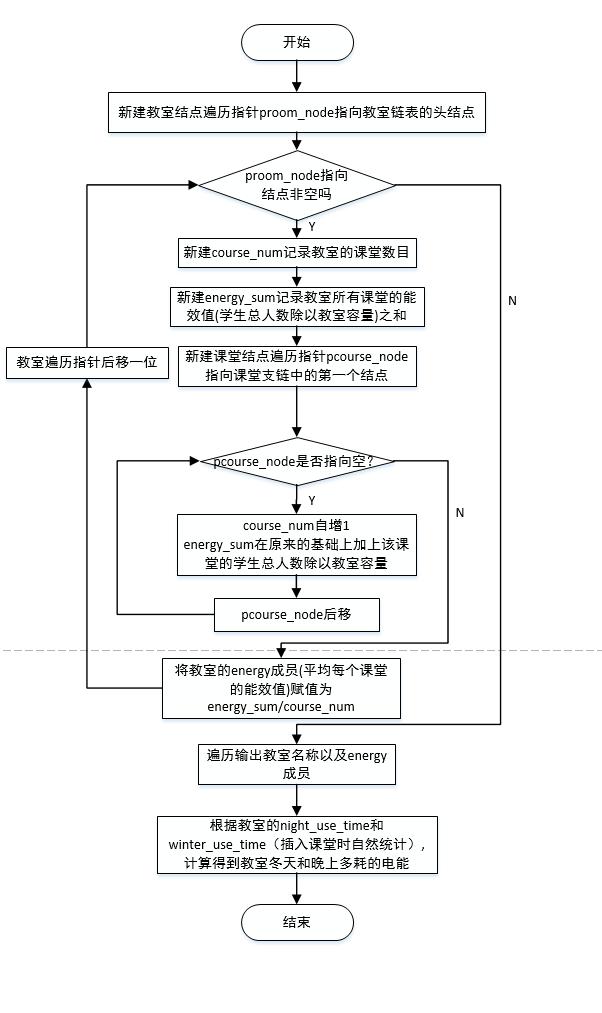 开始
新建教室结点遍历指针proom_node指向教室链表的头结点
proom_node指向
结点非空吗
Y
新建course_num记录教室的课堂数目
新建energy_sum记录教室所有课堂的能
效值(学生总人数除以教室容量)之和
N
新建课堂结点遍历指针pcourse_node
指向课堂支链中的第一个结点
教室遍历指针后移一位
pcourse_node是否指向空？
Y
N
course_num自增1
energy_sum在原来的基础上加上该课
堂的学生总人数除以教室容量
pcourse_node后移
将教室的energy成员(平均每个课堂
的能效值)赋值为
energy_sum/course_num
遍历输出教室名称以及energy
成员
根据教室的night_use_time和
winter_use_time（插入课堂时自然统计）,
计算得到教室冬天和晚上多耗的电能
结束